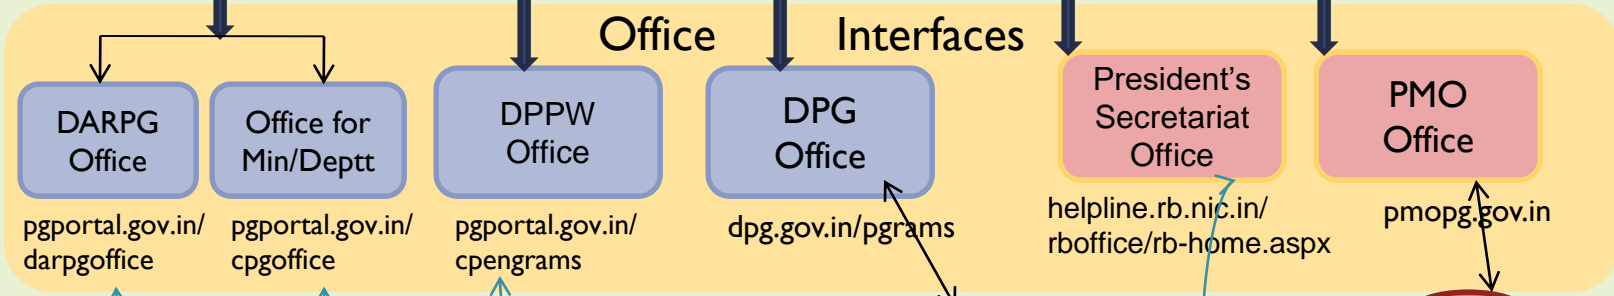 Office Interfaces
DARPG
Office
Office for
Min/Deptt
DPPW
Office
DPG
Office
President's
Secretariat
Office
PMO
Office
pgportal.gov.in/
darpgoffice
pgportal.gov.in/
cpgoffice
pgportal.gov.in/
cpengrams
dpg.gov.in/pgrams
helpline.rb.nic.in/
rboffice/rb-home.aspx
pmopg.gov.in